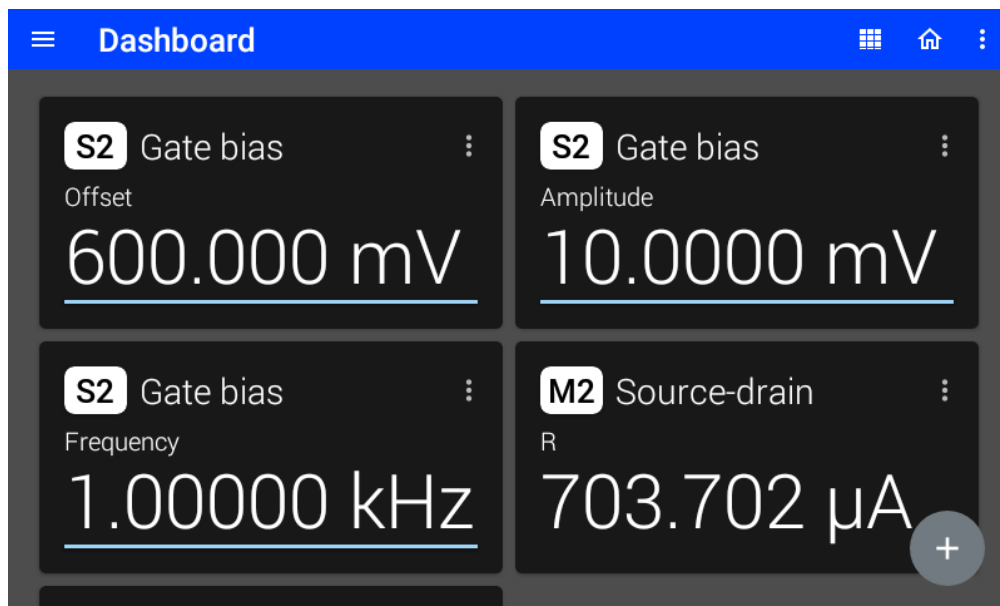 Dashboard
S2 Gate bias
Offset
600.000 mV
S2 Gate bias
Amplitude
10.0000 mV
S2 Gate bias
Frequency
1.00000 kHz
M2 Source-drain
R
703.702 µA
+